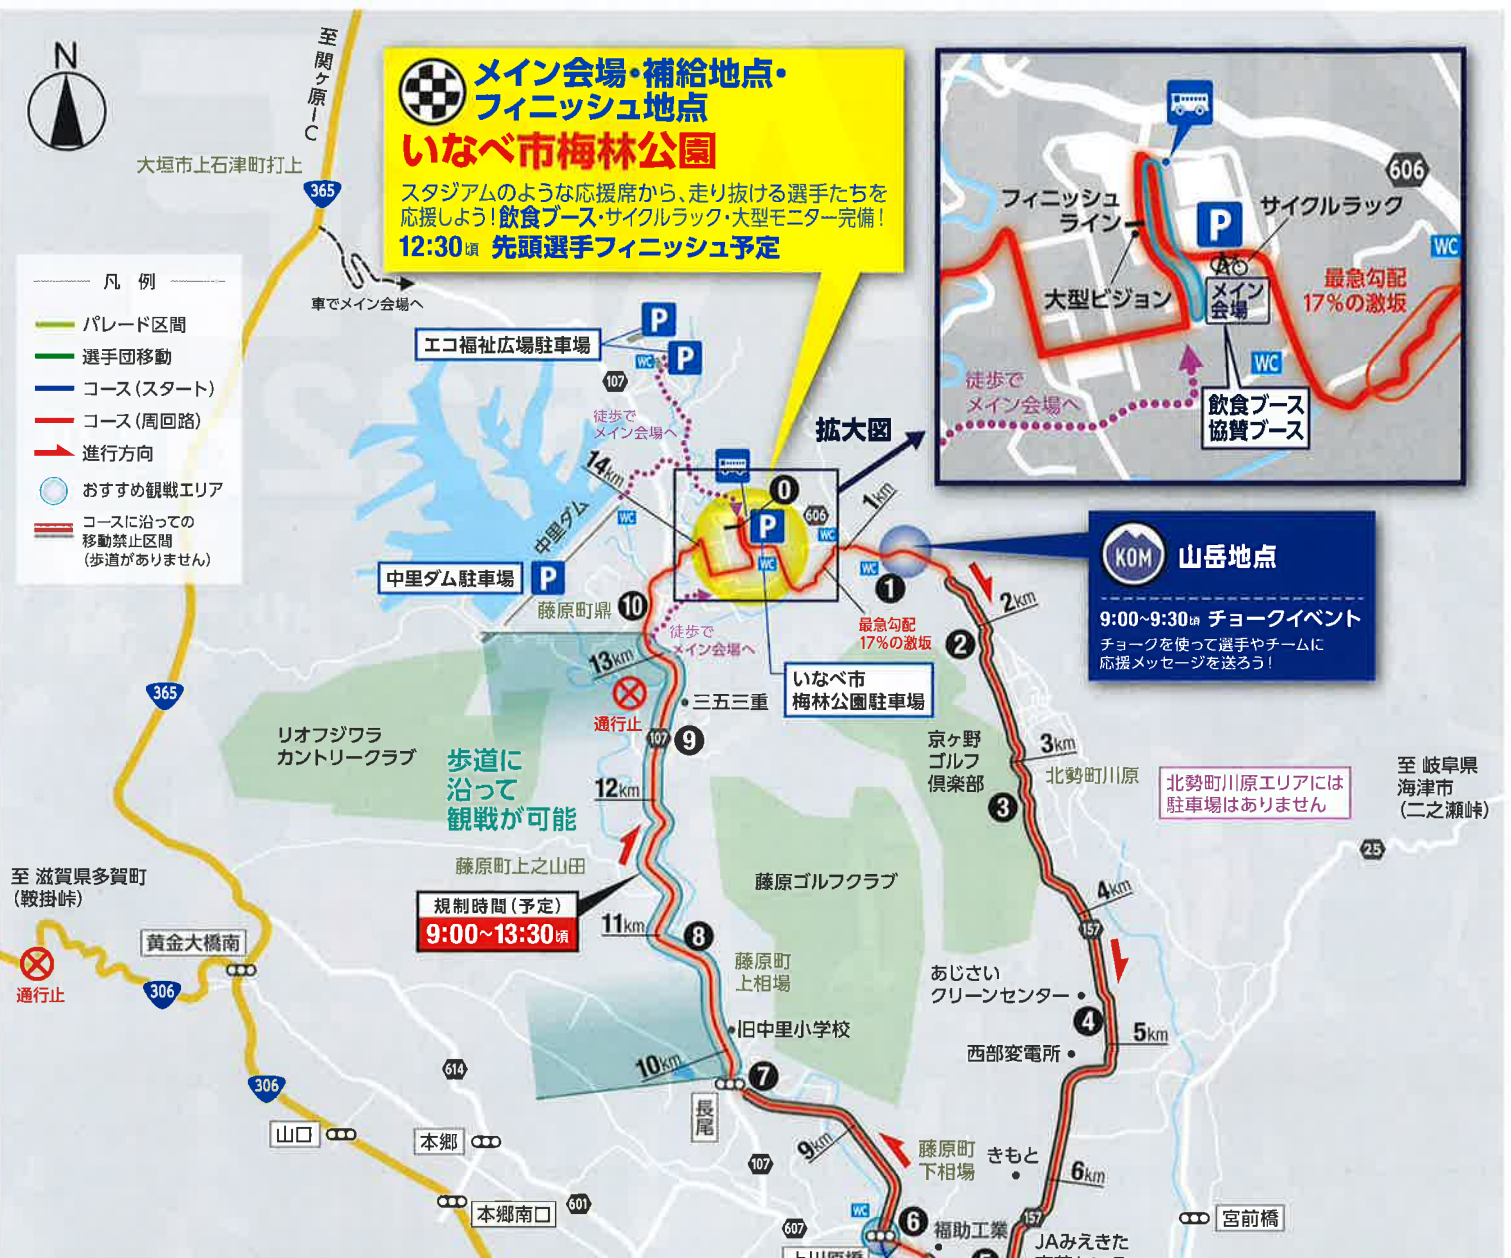 N
至
関ヶ原IC
大垣市上石津町打上
365
車でメイン会場へ
メイン会場・補給地点・
フィニッシュ地点
いなべ市梅林公園
スタジアムのような応援席から、走り抜ける選手たちを
応援しよう!飲食ブース・サイクルラック・大型モニター完備!
12:30頃 先頭選手フィニッシュ予定
凡 例
パレード区間
選手団移動
コース(スタート)
コース(周回路)
進行方向
おすすめ観戦エリア
コースに沿っての
移動禁止区間
(歩道がありません)
606
フィニッシュ
ライン
P
サイクルラック
WC
大型ビジョン
メイン
会場
最急勾配
17%の激坂
WC
徒歩で
メイン会場へ
飲食ブース
協賛ブース
拡大図
エコ福祉広場駐車場
P
P
WC
107
徒歩で
メイン会場へ
14km
0
P
606
WC
WC
1km
WC
1
WC
中里ダム
中里ダム駐車場
P
藤原町鼎
10
徒歩で
メイン会場へ
最急勾配
17%の激坂
KOM
山岳地点
9:00~9:30頃 チョークイベント
チョークを使って選手やチームに
応援メッセージを送ろう!
2km
2
13km
通行止
三五三重
いなべ市
梅林公園駐車場
365
リオフジワラ
カントリークラブ
歩道に
沿って
観戦が可能
107
9
12km
京ヶ野
ゴルフ
倶楽部
3km
北勢町川原
3
北勢町川原エリアには
駐車場はありません
至 岐阜県
海津市
(二之瀬峠)
25
至 滋賀県多賀町
(鞍掛峠)
藤原町上之山田
藤原ゴルフクラブ
4km
規制時間(予定)
9:00~13:30頃
11km
8
157
黄金大橋南
通行止
306
藤原町
上相場
あじさい
クリーンセンター
4
5km
旧中里小学校
西部変電所
10km
7
614
306
長尾
山口
本郷
9km
藤原町
下相場
きもと
6km
107
本郷南口
601
WC
607
6
福助工業
157
宮前橋
上川原橋
5
JAみえきた